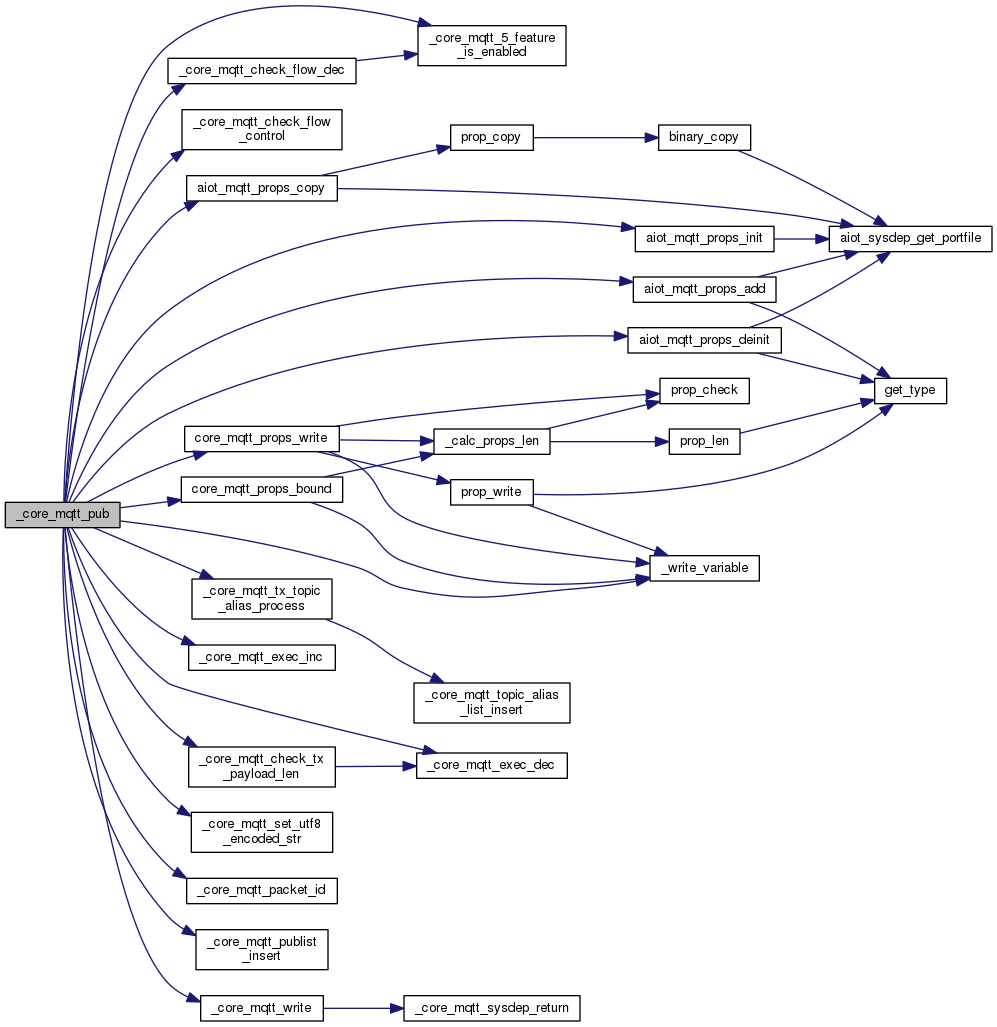 _core_mqtt_5_feature
_is_enabled
_core_mqtt_check_flow_dec
_core_mqtt_check_flow
_control
prop_copy
binary_copy
aiot_mqtt_props_copy
aiot_mqtt_props_init
aiot_sysdep_get_portfile
aiot_mqtt_props_add
aiot_mqtt_props_deinit
prop_check
get_type
core_mqtt_props_write
_calc_props_len
prop_len
core_mqtt_props_bound
prop_write
_core_mqtt_pub
_write_variable
_core_mqtt_tx_topic
_alias_process
_core_mqtt_exec_inc
_core_mqtt_topic_alias
_list_insert
_core_mqtt_check_tx
_payload_len
_core_mqtt_exec_dec
_core_mqtt_set_utf8
_encoded_str
_core_mqtt_packet_id
_core_mqtt_publist
_insert
_core_mqtt_write
_core_mqtt_sysdep_return